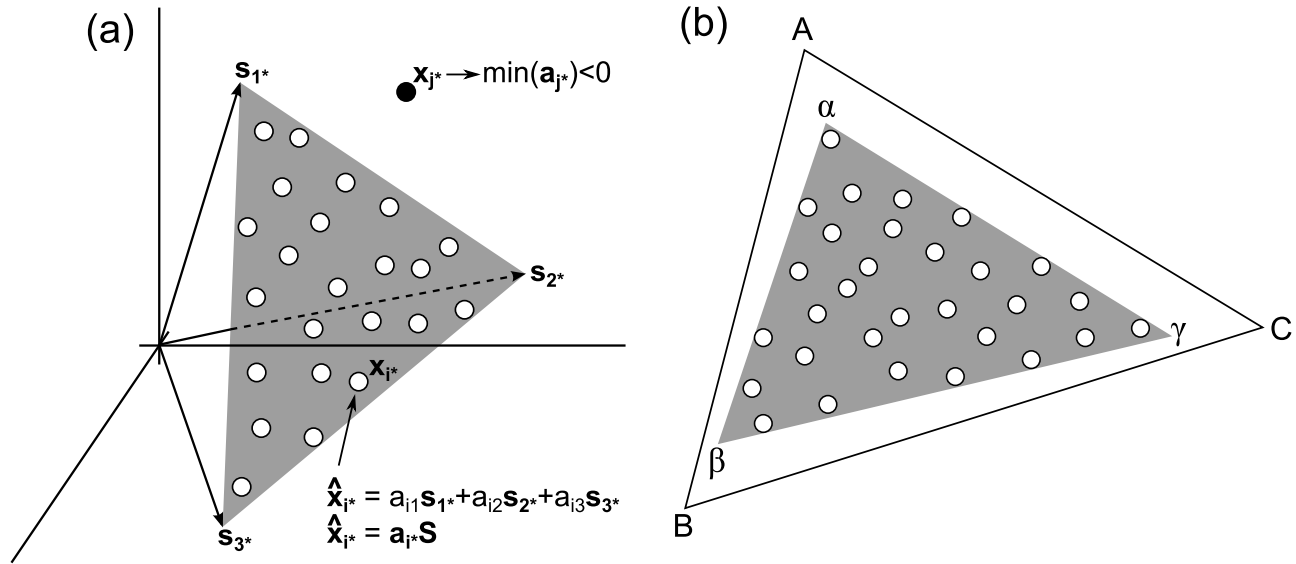 (a)
s1*
xj* → min(aj*)<0
s2*
xi*
x̂i* = ai1s1*+ai2s2*+ai3s3*
x̂i* = ai*S
s3*
(b)
A
α
C
γ
β
B